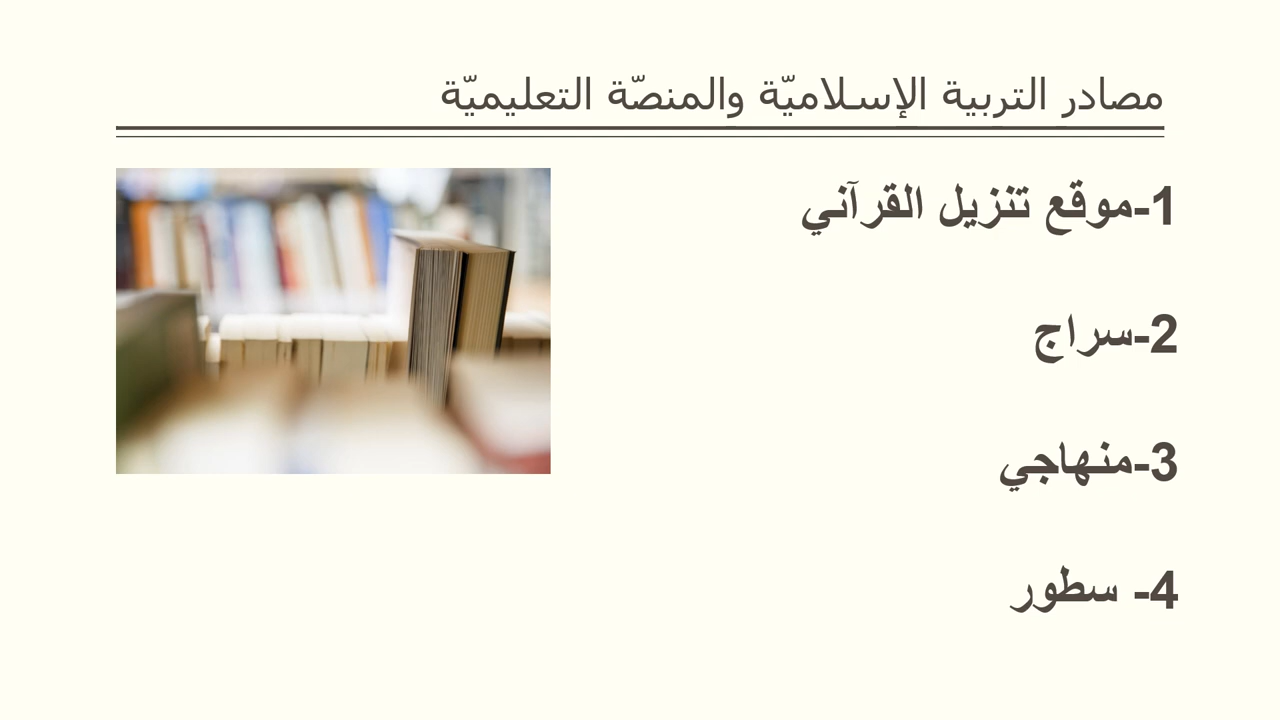 مصادر التربية الإسلاميّة والمنصّة التعليميّة
1-موقع تنزيل القرآني
2-سراج
3-منهاجي
4- سطور